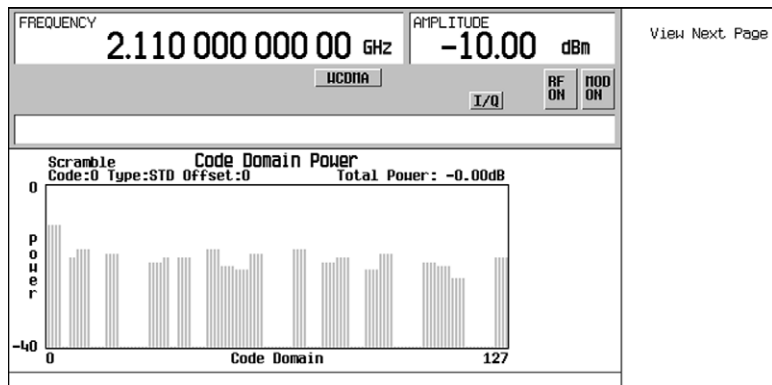 FREQUENCY
2.110 000 000 00 GHz
AMPLITUDE
-10.00 dBm
View Next Page
WCDMA
I/Q
RF ON
MOD ON
Code Domain Power
Scramble
Code:0 Type:STD Offset:0
Total Power: -0.00dB
0
Power
-40
0
Code Domain
127